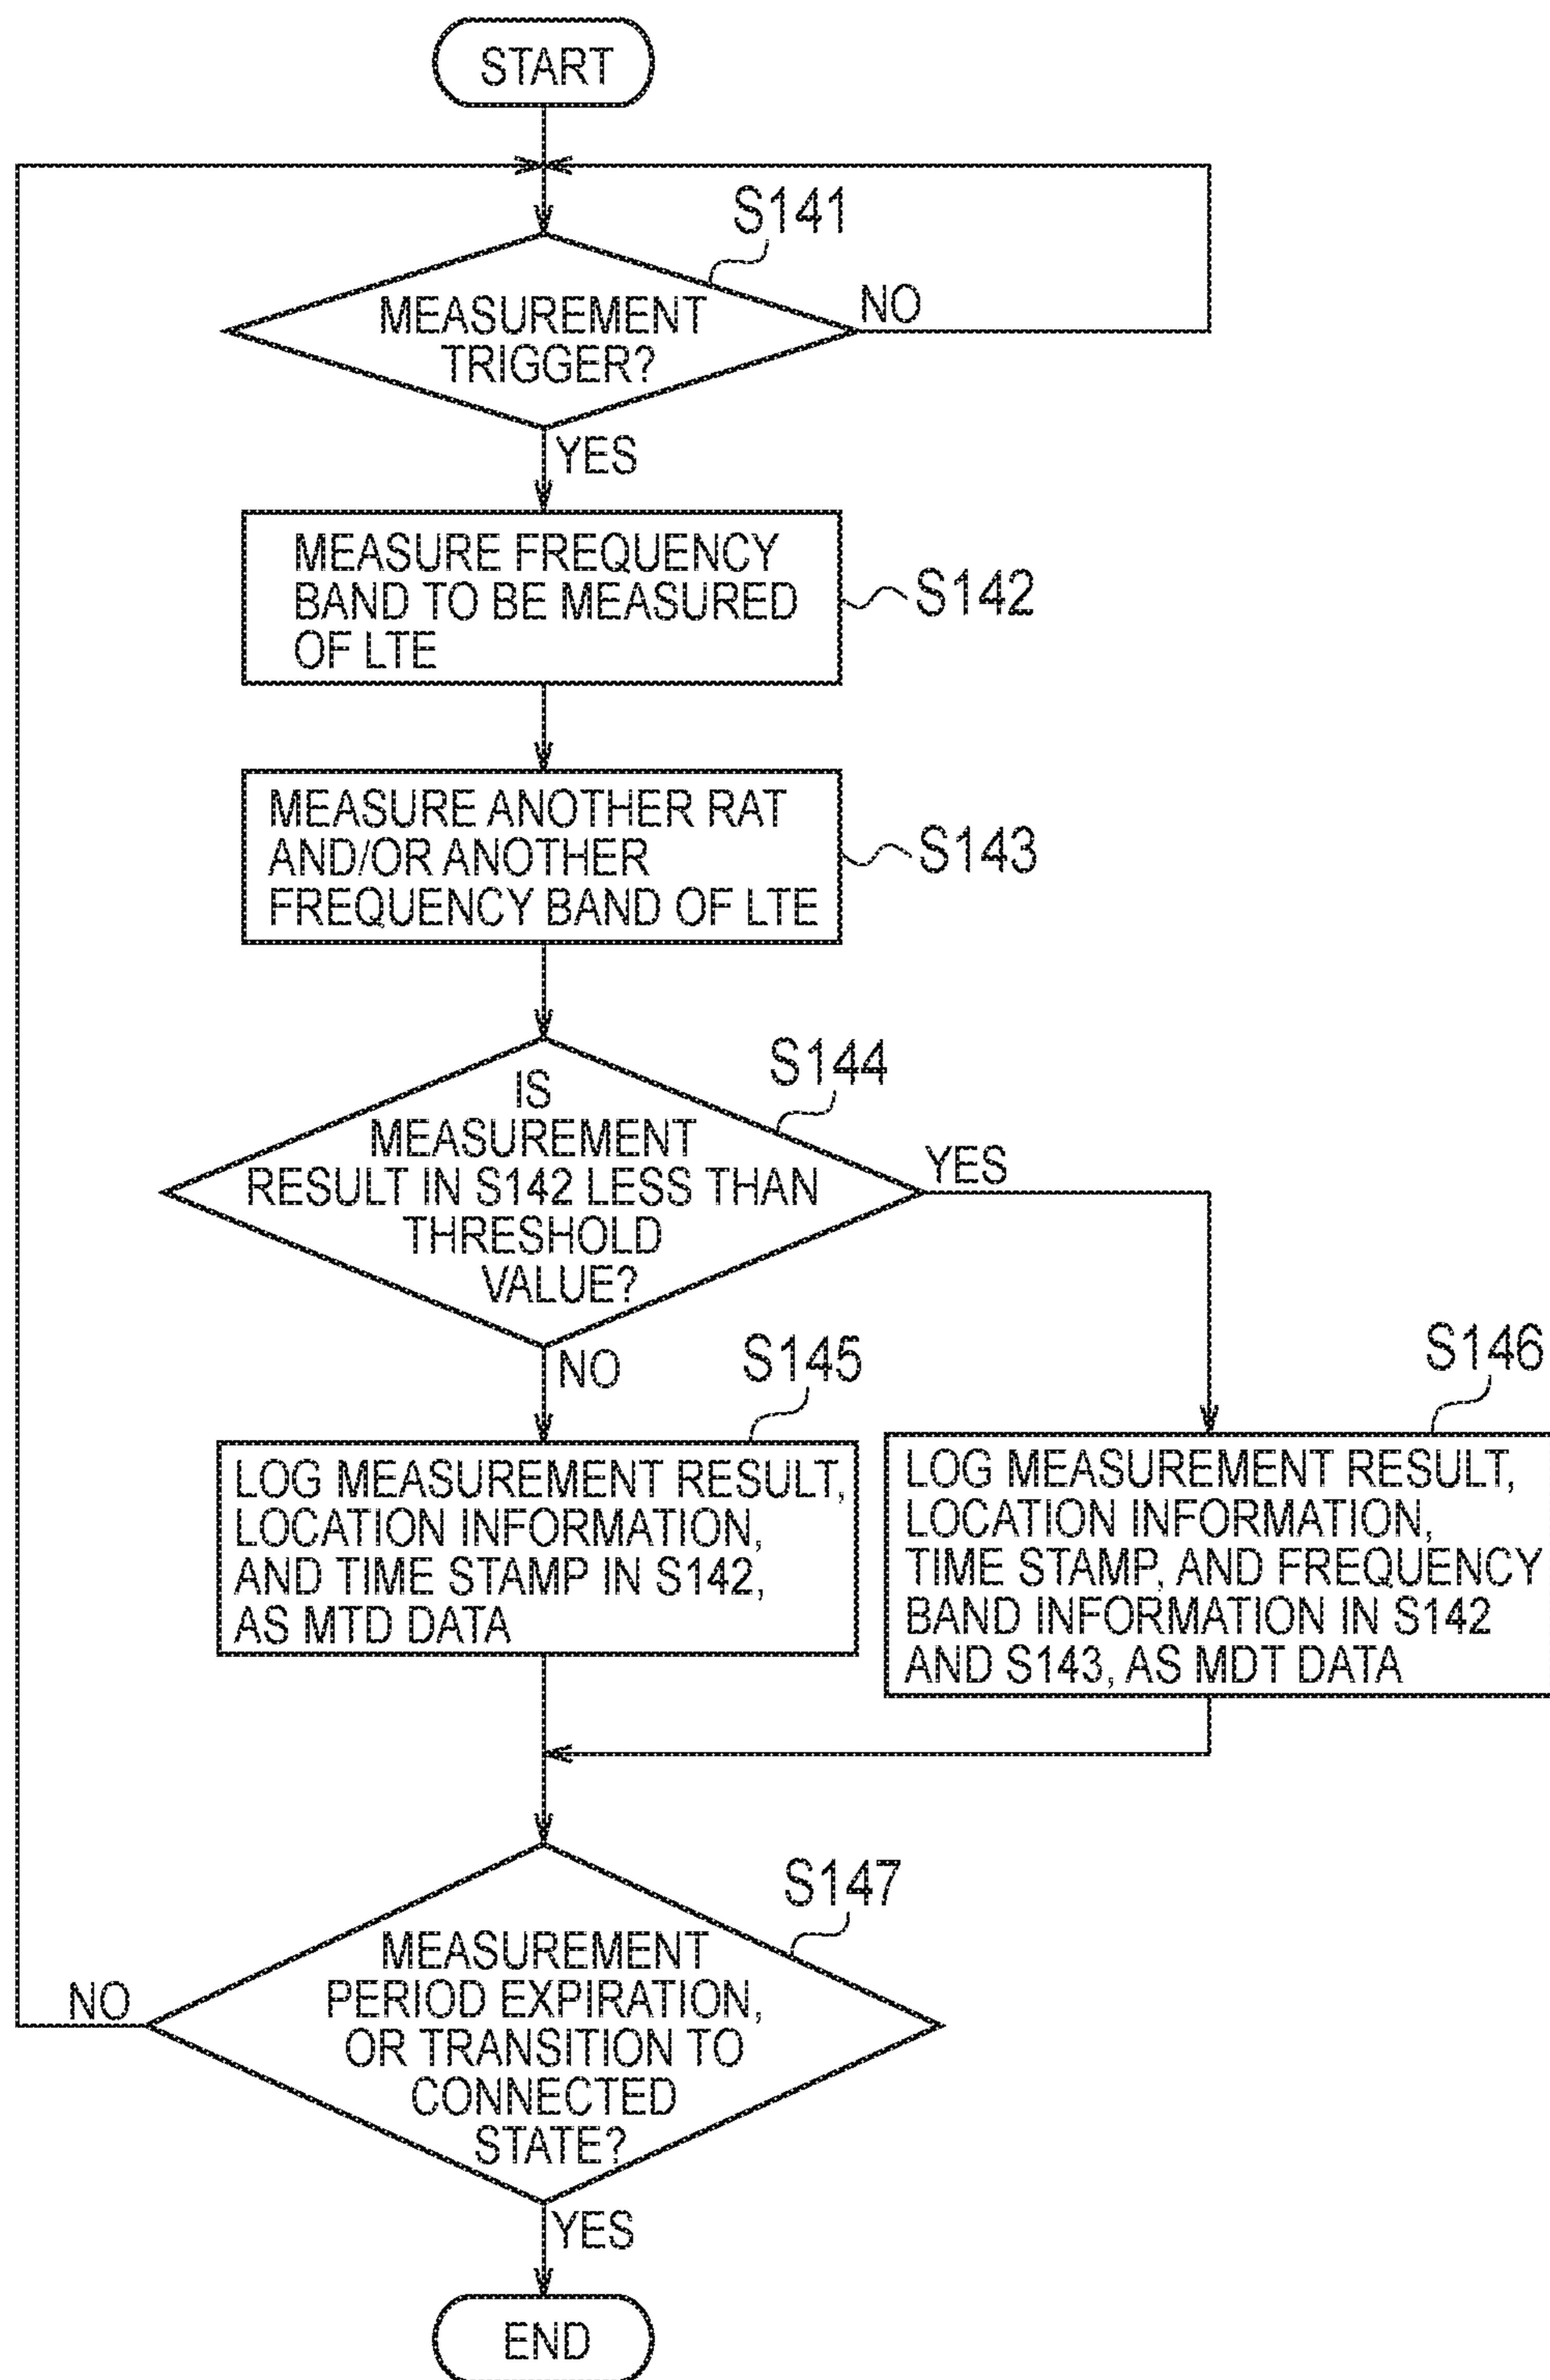 START
S141
MEASUREMENT
TRIGGER?
NO
YES
MEASURE FREQUENCY
BAND TO BE MEASURED
OF LTE
S142
MEASURE ANOTHER RAT
AND/OR ANOTHER
FREQUENCY BAND OF LTE
S143
S144
IS
MEASUREMENT
RESULT IN S142 LESS THAN
THRESHOLD
VALUE?
YES
NO
S145
LOG MEASUREMENT RESULT,
LOCATION INFORMATION,
AND TIME STAMP IN S142,
AS MTD DATA
S146
LOG MEASUREMENT RESULT,
LOCATION INFORMATION,
TIME STAMP, AND FREQUENCY
BAND INFORMATION IN S142
AND S143, AS MDT DATA
S147
MEASUREMENT
PERIOD EXPIRATION,
OR TRANSITION TO
CONNECTED
STATE?
NO
YES
END